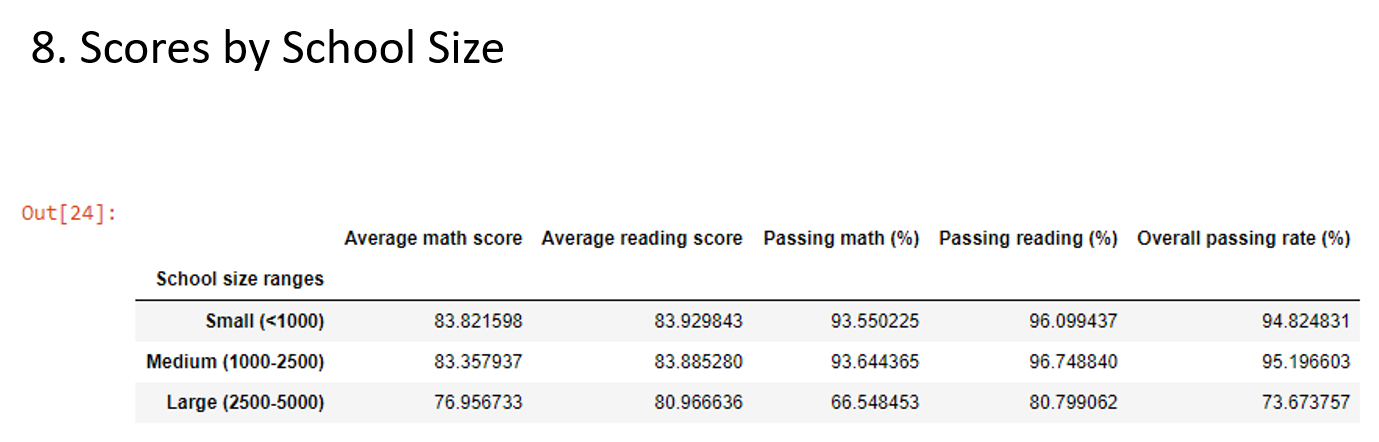 8. Scores by School Size
Out[24]:
Average math score Average reading score Passing math (%) Passing reading (%) Overall passing rate (%)
School size ranges
Small (<1000) 83.821598 83.929843 93.550225 96.099437 94.824831
Medium (1000-2500) 83.357937 83.885280 93.644365 96.748840 95.196603
Large (2500-5000) 76.956733 80.966636 66.548453 80.799062 73.673757